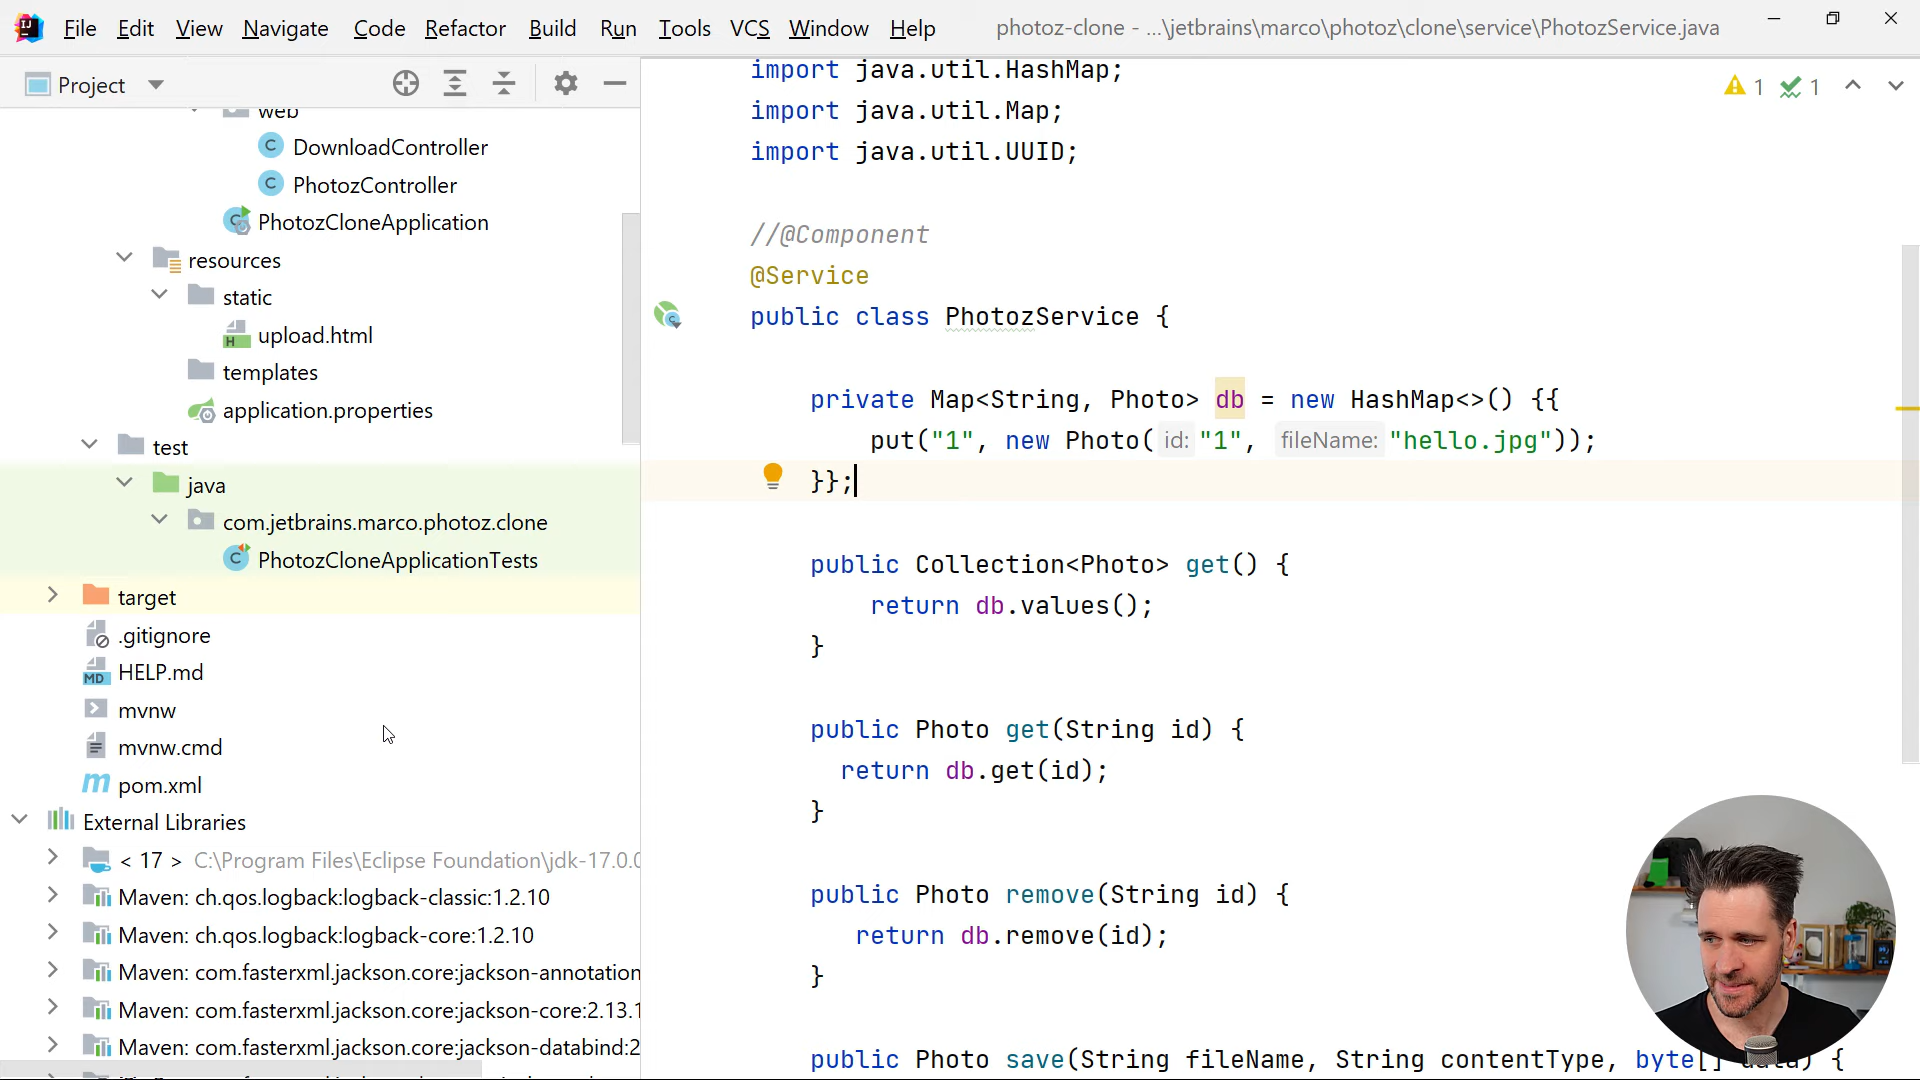 File Edit View Navigate Code Refactor Build Run Tools VCS Window Help photoz-clone - ...\jetbrains\marco\photoz\clone\service\PhotozService.java
Project
1 1
web
DownloadController
PhotozController
PhotozCloneApplication
resources
static
upload.html
templates
application.properties
test
java
com.jetbrains.marco.photoz.clone
PhotozCloneApplicationTests
target
.gitignore
HELP.md
mvnw
mvnw.cmd
pom.xml
External Libraries
< 17 > C:\Program Files\Eclipse Foundation\jdk-17.0.0
Maven: ch.qos.logback:logback-classic:1.2.10
Maven: ch.qos.logback:logback-core:1.2.10
Maven: com.fasterxml.jackson.core:jackson-annotation
Maven: com.fasterxml.jackson.core:jackson-core:2.13.1
Maven: com.fasterxml.jackson.core:jackson-databind:2
import java.util.HashMap;
import java.util.Map;
import java.util.UUID;
//@Component
@Service
public class PhotozService {
private Map<String, Photo> db = new HashMap<>() {{
put("1", new Photo( id: "1", fileName: "hello.jpg"));
}};
public Collection<Photo> get() {
return db.values();
}
public Photo get(String id) {
return db.get(id);
}
public Photo remove(String id) {
return db.remove(id);
}
public Photo save(String fileName, String contentType, byte[] data) {